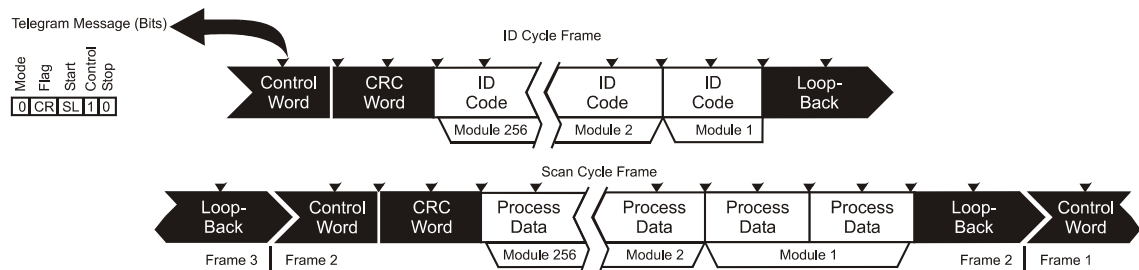 Telegram Message (Bits)
Mode
Flag
Start
Control
Stop
0 CR SL 1 0
ID Cycle Frame
Control
Word
CRC
Word
ID
Code
ID
Code
ID
Code
Loop-
Back
Module 256
Module 2
Module 1
Scan Cycle Frame
Loop-
Back
Control
Word
CRC
Word
Process
Data
Process
Data
Process
Data
Process
Data
Loop-
Back
Control
Word
Module 256
Module 2
Module 1
Frame 3
Frame 2
Frame 2
Frame 1